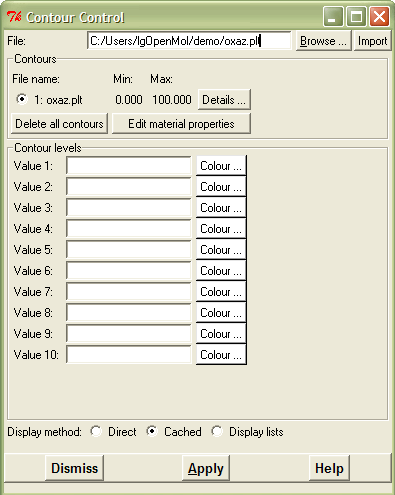 Contour Control
File: C:/Users/lgOpenMol/demo/oxaz.plt Browse ... Import
Contours
File name: Min: Max:
1: oxaz.plt 0.000 100.000 Details ...
Delete all contours Edit material properties
Contour levels
Value 1: Colour ...
Value 2: Colour ...
Value 3: Colour ...
Value 4: Colour ...
Value 5: Colour ...
Value 6: Colour ...
Value 7: Colour ...
Value 8: Colour ...
Value 9: Colour ...
Value 10: Colour ...
Display method: Direct Cached Display lists
Dismiss Apply Help